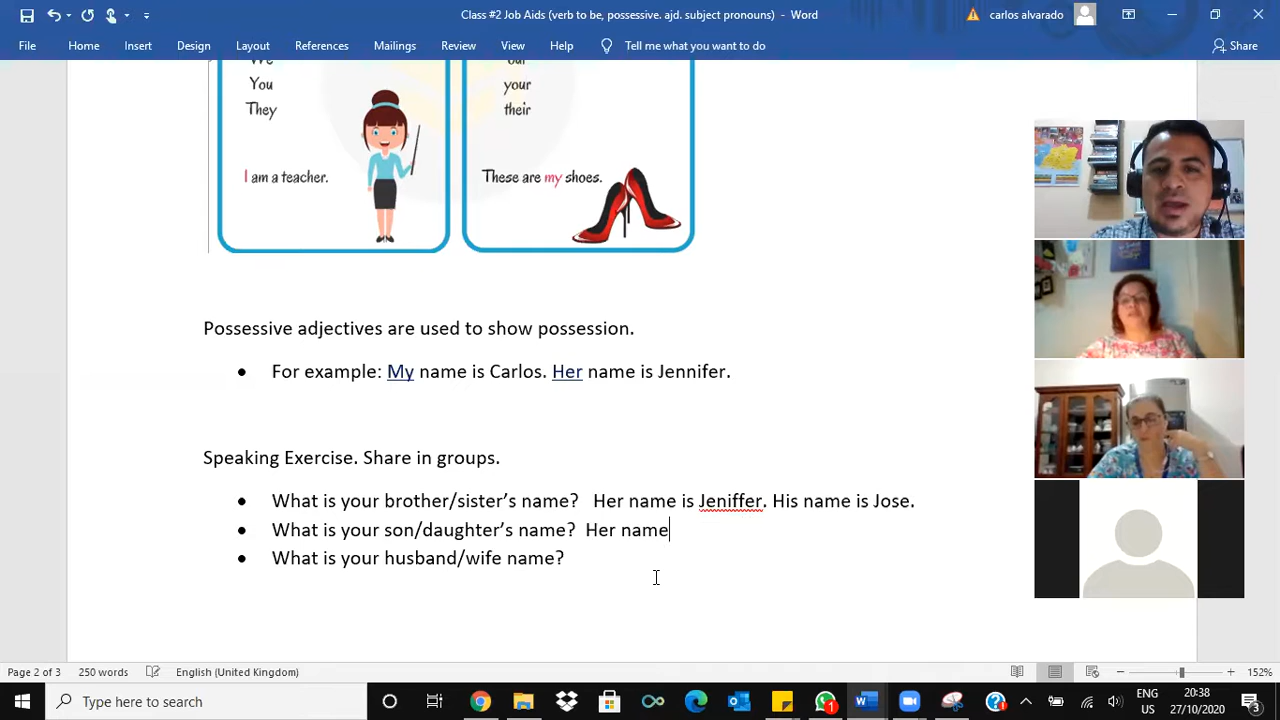 Class #2 Job Aids (verb to be, possessive. ajd. subject pronouns) - Word
carlos alvarado
File Home Insert Design Layout References Mailings Review View Help Tell me what you want to do Share
We our
You your
They their
I am a teacher. These are my shoes.
Possessive adjectives are used to show possession.
• For example: My name is Carlos. Her name is Jennifer.
Speaking Exercise. Share in groups.
• What is your brother/sister's name? Her name is Jeniffer. His name is Jose.
• What is your son/daughter's name? Her name
• What is your husband/wife name?
Page 2 of 3 250 words English (United Kingdom) 152%
Type here to search
1
ENG
US
20:38
27/10/2020
3